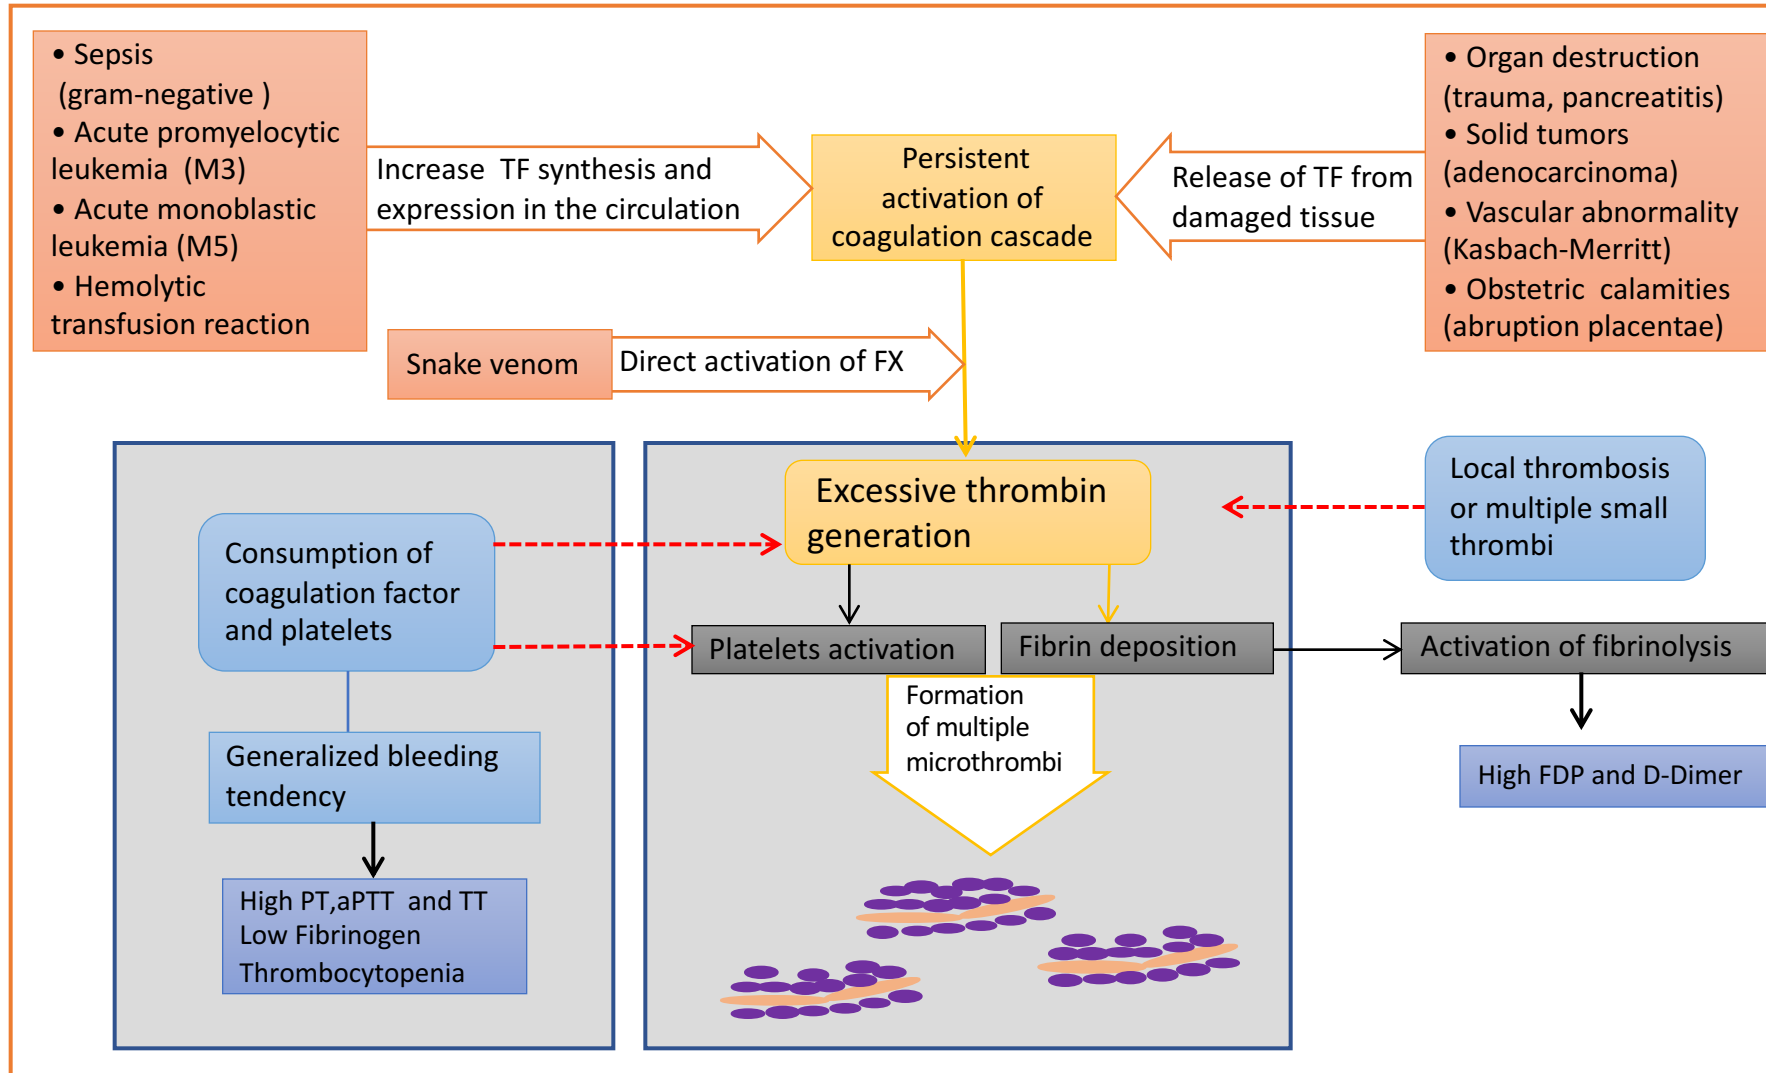 • Sepsis
(gram-negative )
• Acute promyelocytic
leukemia  (M3)
• Acute monoblastic
leukemia (M5)
• Hemolytic
transfusion reaction
Increase  TF synthesis and
expression in the circulation
Persistent
activation of
coagulation cascade
Release of TF from
damaged tissue
• Organ destruction
(trauma, pancreatitis)
• Solid tumors
(adenocarcinoma)
• Vascular abnormality
(Kasbach-Merritt)
• Obstetric  calamities
(abruption placentae)
Snake venom
Direct activation of FX
Consumption of
coagulation factor
and platelets
Generalized bleeding
tendency
High PT,aPTT  and TT
Low Fibrinogen
Thrombocytopenia
Excessive thrombin
generation
Platelets activation
Fibrin deposition
Formation
of multiple
microthrombi
Local thrombosis
or multiple small
thrombi
Activation of fibrinolysis
High FDP and D-Dimer